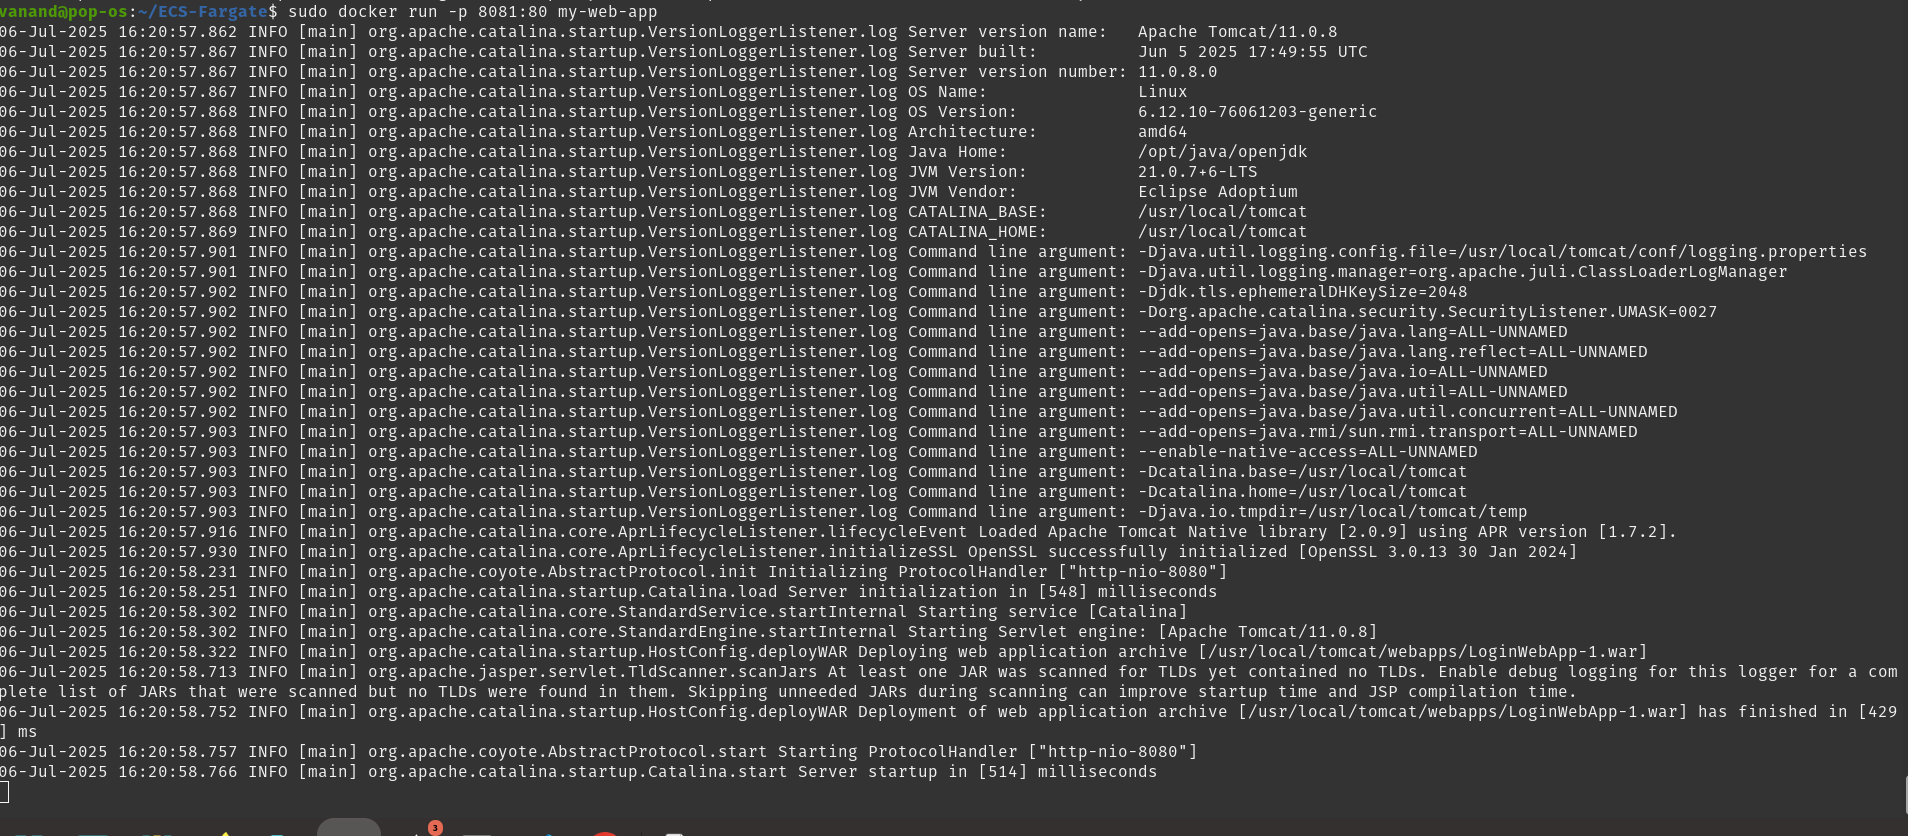 vanand@pop-os:~/ECS-Fargate$ sudo docker run -p 8081:80 my-web-app
06-Jul-2025 16:20:57.862 INFO [main] org.apache.catalina.startup.VersionLoggerListener.log Server version name:   Apache Tomcat/11.0.8
06-Jul-2025 16:20:57.867 INFO [main] org.apache.catalina.startup.VersionLoggerListener.log Server built:          Jun 5 2025 17:49:55 UTC
06-Jul-2025 16:20:57.867 INFO [main] org.apache.catalina.startup.VersionLoggerListener.log Server version number: 11.0.8.0
06-Jul-2025 16:20:57.867 INFO [main] org.apache.catalina.startup.VersionLoggerListener.log OS Name:               Linux
06-Jul-2025 16:20:57.868 INFO [main] org.apache.catalina.startup.VersionLoggerListener.log OS Version:            6.12.10-76061203-generic
06-Jul-2025 16:20:57.868 INFO [main] org.apache.catalina.startup.VersionLoggerListener.log Architecture:          amd64
06-Jul-2025 16:20:57.868 INFO [main] org.apache.catalina.startup.VersionLoggerListener.log Java Home:             /opt/java/openjdk
06-Jul-2025 16:20:57.868 INFO [main] org.apache.catalina.startup.VersionLoggerListener.log JVM Version:           21.0.7+6-LTS
06-Jul-2025 16:20:57.868 INFO [main] org.apache.catalina.startup.VersionLoggerListener.log JVM Vendor:            Eclipse Adoptium
06-Jul-2025 16:20:57.868 INFO [main] org.apache.catalina.startup.VersionLoggerListener.log CATALINA_BASE:         /usr/local/tomcat
06-Jul-2025 16:20:57.869 INFO [main] org.apache.catalina.startup.VersionLoggerListener.log CATALINA_HOME:         /usr/local/tomcat
06-Jul-2025 16:20:57.901 INFO [main] org.apache.catalina.startup.VersionLoggerListener.log Command line argument: -Djava.util.logging.config.file=/usr/local/tomcat/conf/logging.properties
06-Jul-2025 16:20:57.901 INFO [main] org.apache.catalina.startup.VersionLoggerListener.log Command line argument: -Djava.util.logging.manager=org.apache.juli.ClassLoaderLogManager
06-Jul-2025 16:20:57.902 INFO [main] org.apache.catalina.startup.VersionLoggerListener.log Command line argument: -Djdk.tls.ephemeralDHKeySize=2048
06-Jul-2025 16:20:57.902 INFO [main] org.apache.catalina.startup.VersionLoggerListener.log Command line argument: -Dorg.apache.catalina.security.SecurityListener.UMASK=0027
06-Jul-2025 16:20:57.902 INFO [main] org.apache.catalina.startup.VersionLoggerListener.log Command line argument: --add-opens=java.base/java.lang=ALL-UNNAMED
06-Jul-2025 16:20:57.902 INFO [main] org.apache.catalina.startup.VersionLoggerListener.log Command line argument: --add-opens=java.base/java.lang.reflect=ALL-UNNAMED
06-Jul-2025 16:20:57.902 INFO [main] org.apache.catalina.startup.VersionLoggerListener.log Command line argument: --add-opens=java.base/java.io=ALL-UNNAMED
06-Jul-2025 16:20:57.902 INFO [main] org.apache.catalina.startup.VersionLoggerListener.log Command line argument: --add-opens=java.base/java.util=ALL-UNNAMED
06-Jul-2025 16:20:57.902 INFO [main] org.apache.catalina.startup.VersionLoggerListener.log Command line argument: --add-opens=java.base/java.util.concurrent=ALL-UNNAMED
06-Jul-2025 16:20:57.903 INFO [main] org.apache.catalina.startup.VersionLoggerListener.log Command line argument: --add-opens=java.rmi/sun.rmi.transport=ALL-UNNAMED
06-Jul-2025 16:20:57.903 INFO [main] org.apache.catalina.startup.VersionLoggerListener.log Command line argument: --enable-native-access=ALL-UNNAMED
06-Jul-2025 16:20:57.903 INFO [main] org.apache.catalina.startup.VersionLoggerListener.log Command line argument: -Dcatalina.base=/usr/local/tomcat
06-Jul-2025 16:20:57.903 INFO [main] org.apache.catalina.startup.VersionLoggerListener.log Command line argument: -Dcatalina.home=/usr/local/tomcat
06-Jul-2025 16:20:57.903 INFO [main] org.apache.catalina.startup.VersionLoggerListener.log Command line argument: -Djava.io.tmpdir=/usr/local/tomcat/temp
06-Jul-2025 16:20:57.916 INFO [main] org.apache.catalina.core.AprLifecycleListener.lifecycleEvent Loaded Apache Tomcat Native library [2.0.9] using APR version [1.7.2].
06-Jul-2025 16:20:57.930 INFO [main] org.apache.catalina.core.AprLifecycleListener.initializeSSL OpenSSL successfully initialized [OpenSSL 3.0.13 30 Jan 2024]
06-Jul-2025 16:20:58.231 INFO [main] org.apache.coyote.AbstractProtocol.init Initializing ProtocolHandler ["http-nio-8080"]
06-Jul-2025 16:20:58.251 INFO [main] org.apache.catalina.startup.Catalina.load Server initialization in [548] milliseconds
06-Jul-2025 16:20:58.302 INFO [main] org.apache.catalina.core.StandardService.startInternal Starting service [Catalina]
06-Jul-2025 16:20:58.302 INFO [main] org.apache.catalina.core.StandardEngine.startInternal Starting Servlet engine: [Apache Tomcat/11.0.8]
06-Jul-2025 16:20:58.322 INFO [main] org.apache.catalina.startup.HostConfig.deployWAR Deploying web application archive [/usr/local/tomcat/webapps/LoginWebApp-1.war]
06-Jul-2025 16:20:58.713 INFO [main] org.apache.jasper.servlet.TldScanner.scanJars At least one JAR was scanned for TLDs yet contained no TLDs. Enable debug logging for this logger for a com
plete list of JARs that were scanned but no TLDs were found in them. Skipping unneeded JARs during scanning can improve startup time and JSP compilation time.
06-Jul-2025 16:20:58.752 INFO [main] org.apache.catalina.startup.HostConfig.deployWAR Deployment of web application archive [/usr/local/tomcat/webapps/LoginWebApp-1.war] has finished in [429
] ms
06-Jul-2025 16:20:58.757 INFO [main] org.apache.coyote.AbstractProtocol.start Starting ProtocolHandler ["http-nio-8080"]
06-Jul-2025 16:20:58.766 INFO [main] org.apache.catalina.startup.Catalina.start Server startup in [514] milliseconds
3